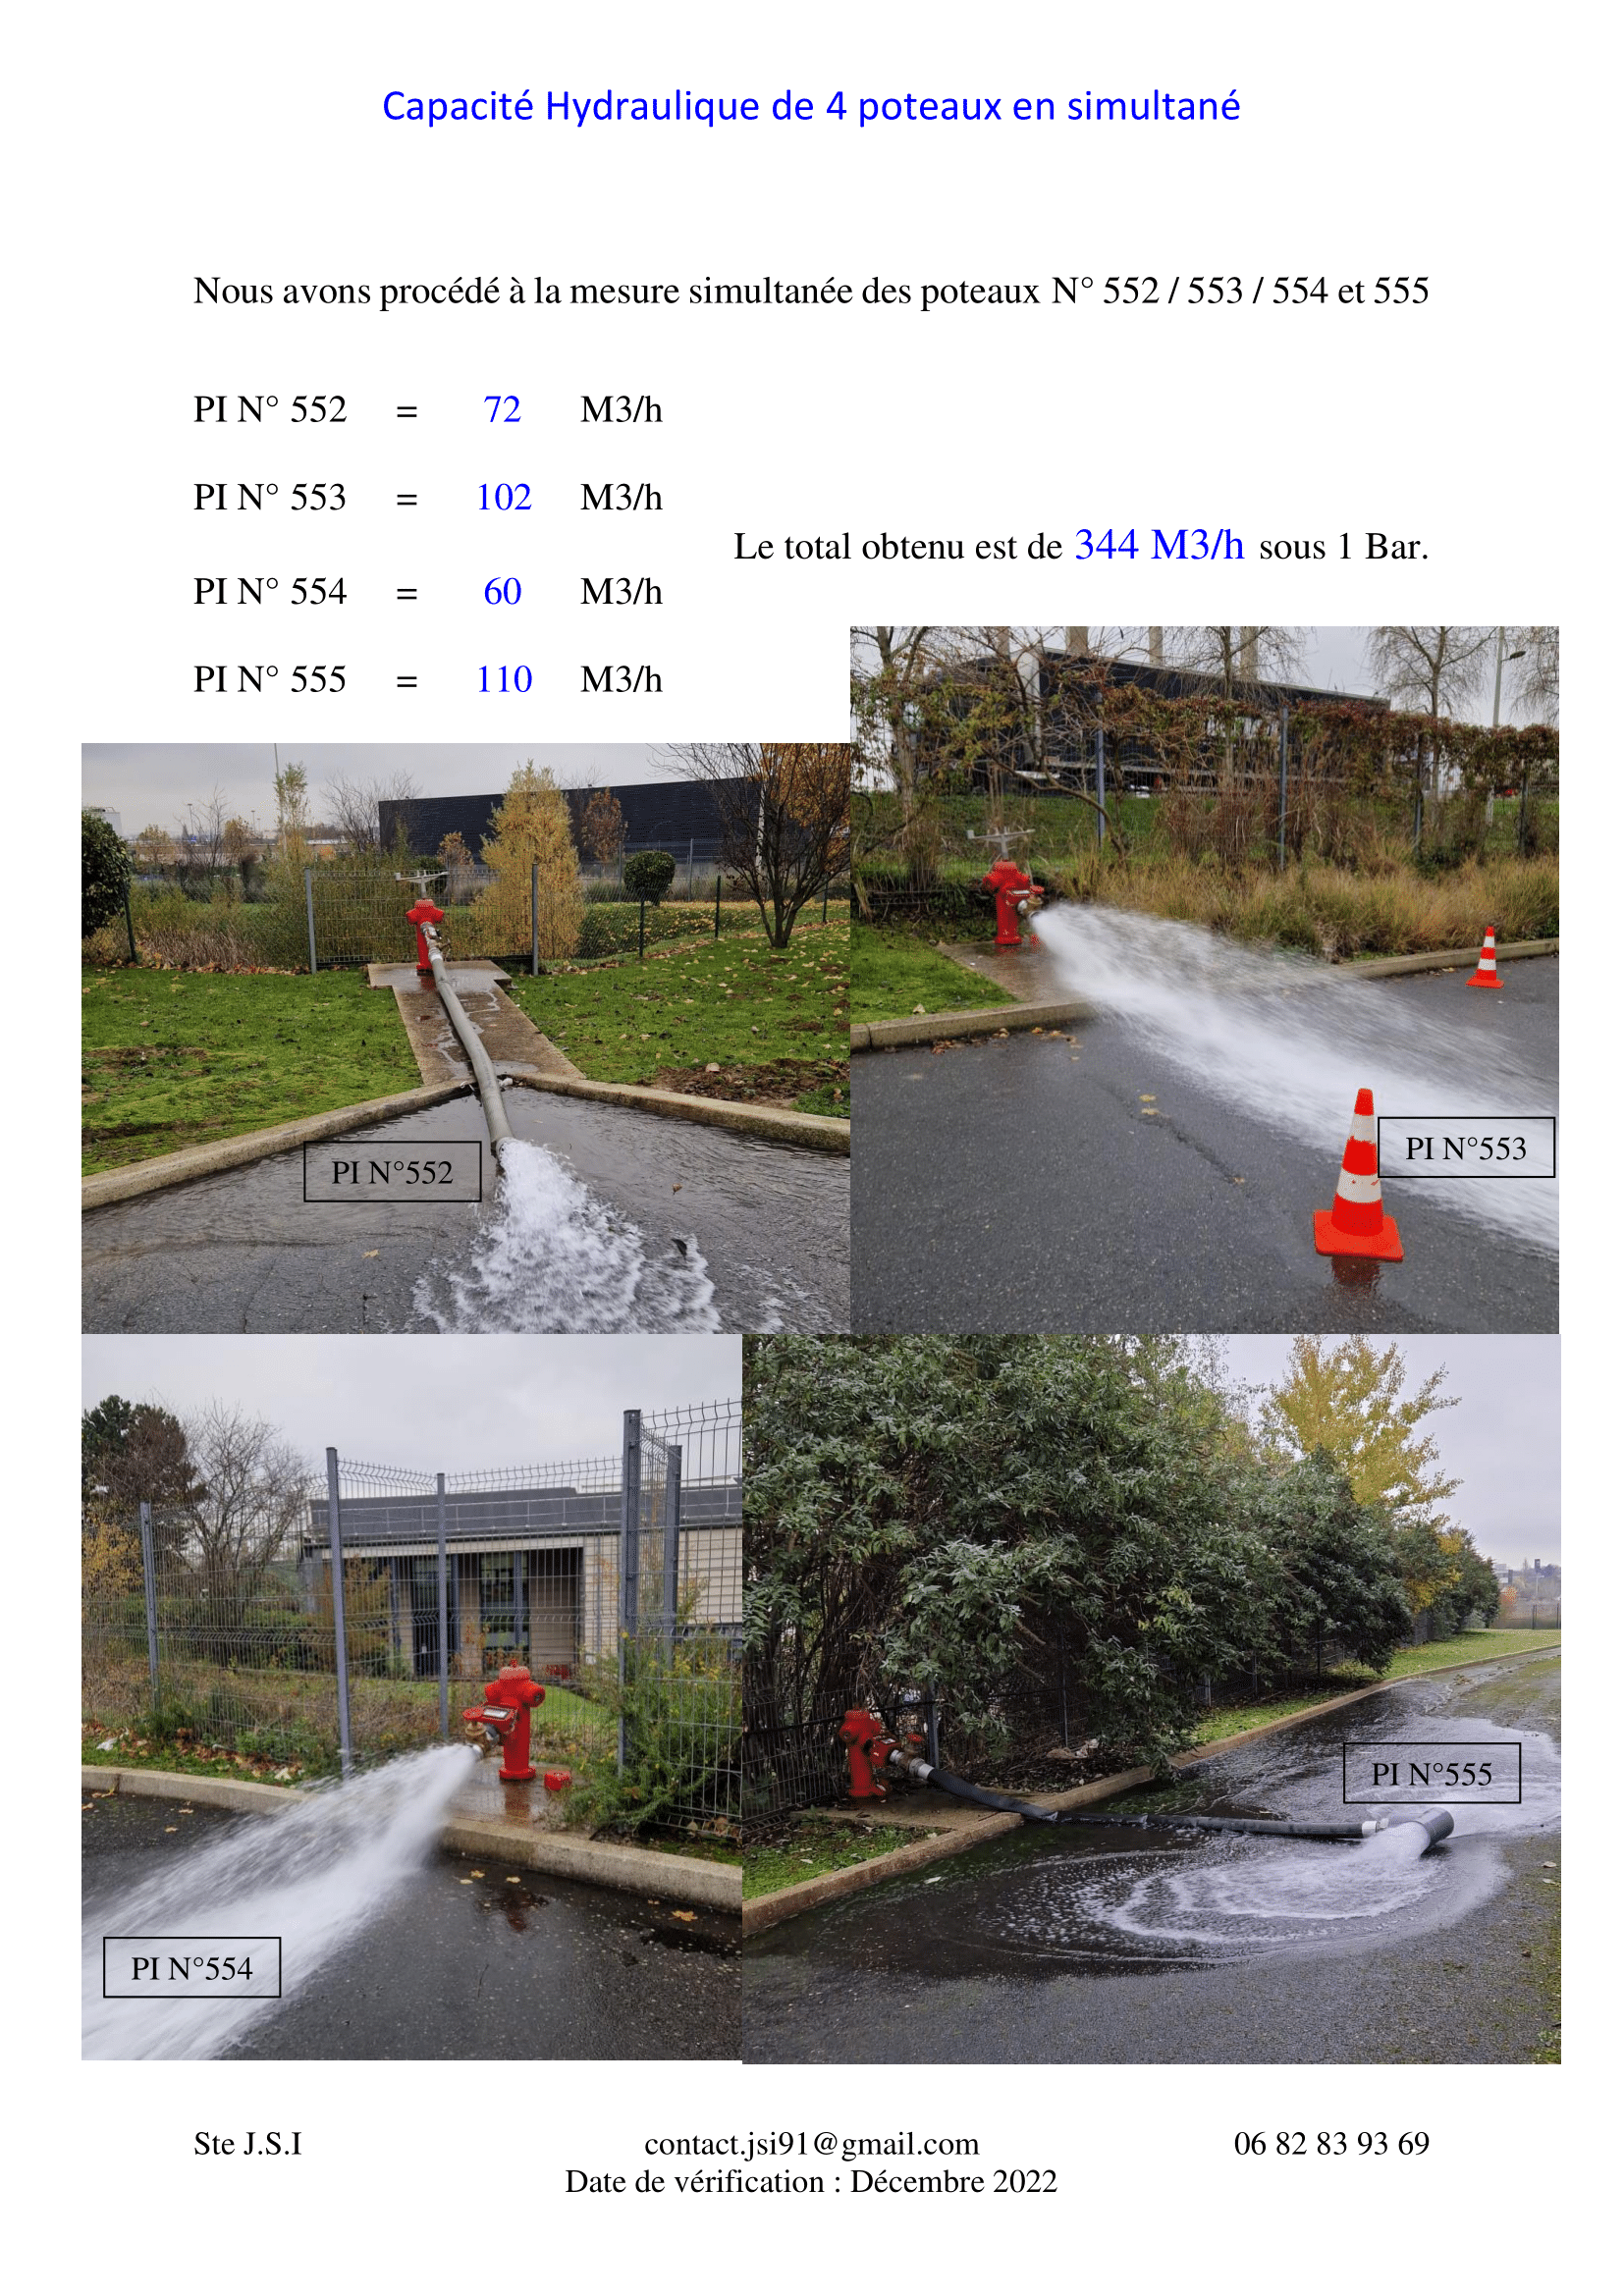 Capacité Hydraulique de 4 poteaux en simultané
Nous avons procédé à la mesure simultanée des poteaux N° 552 / 553 / 554 et 555
PI N° 552 = 72 M3/h
PI N° 553 = 102 M3/h
Le total obtenu est de 344 M3/h sous 1 Bar.
PI N° 554 = 60 M3/h
PI N° 555 = 110 M3/h
PI N°552
PI N°553
PI N°554
PI N°555
Ste J.S.I contact.jsi91@gmail.com 06 82 83 93 69
Date de vérification : Décembre 2022